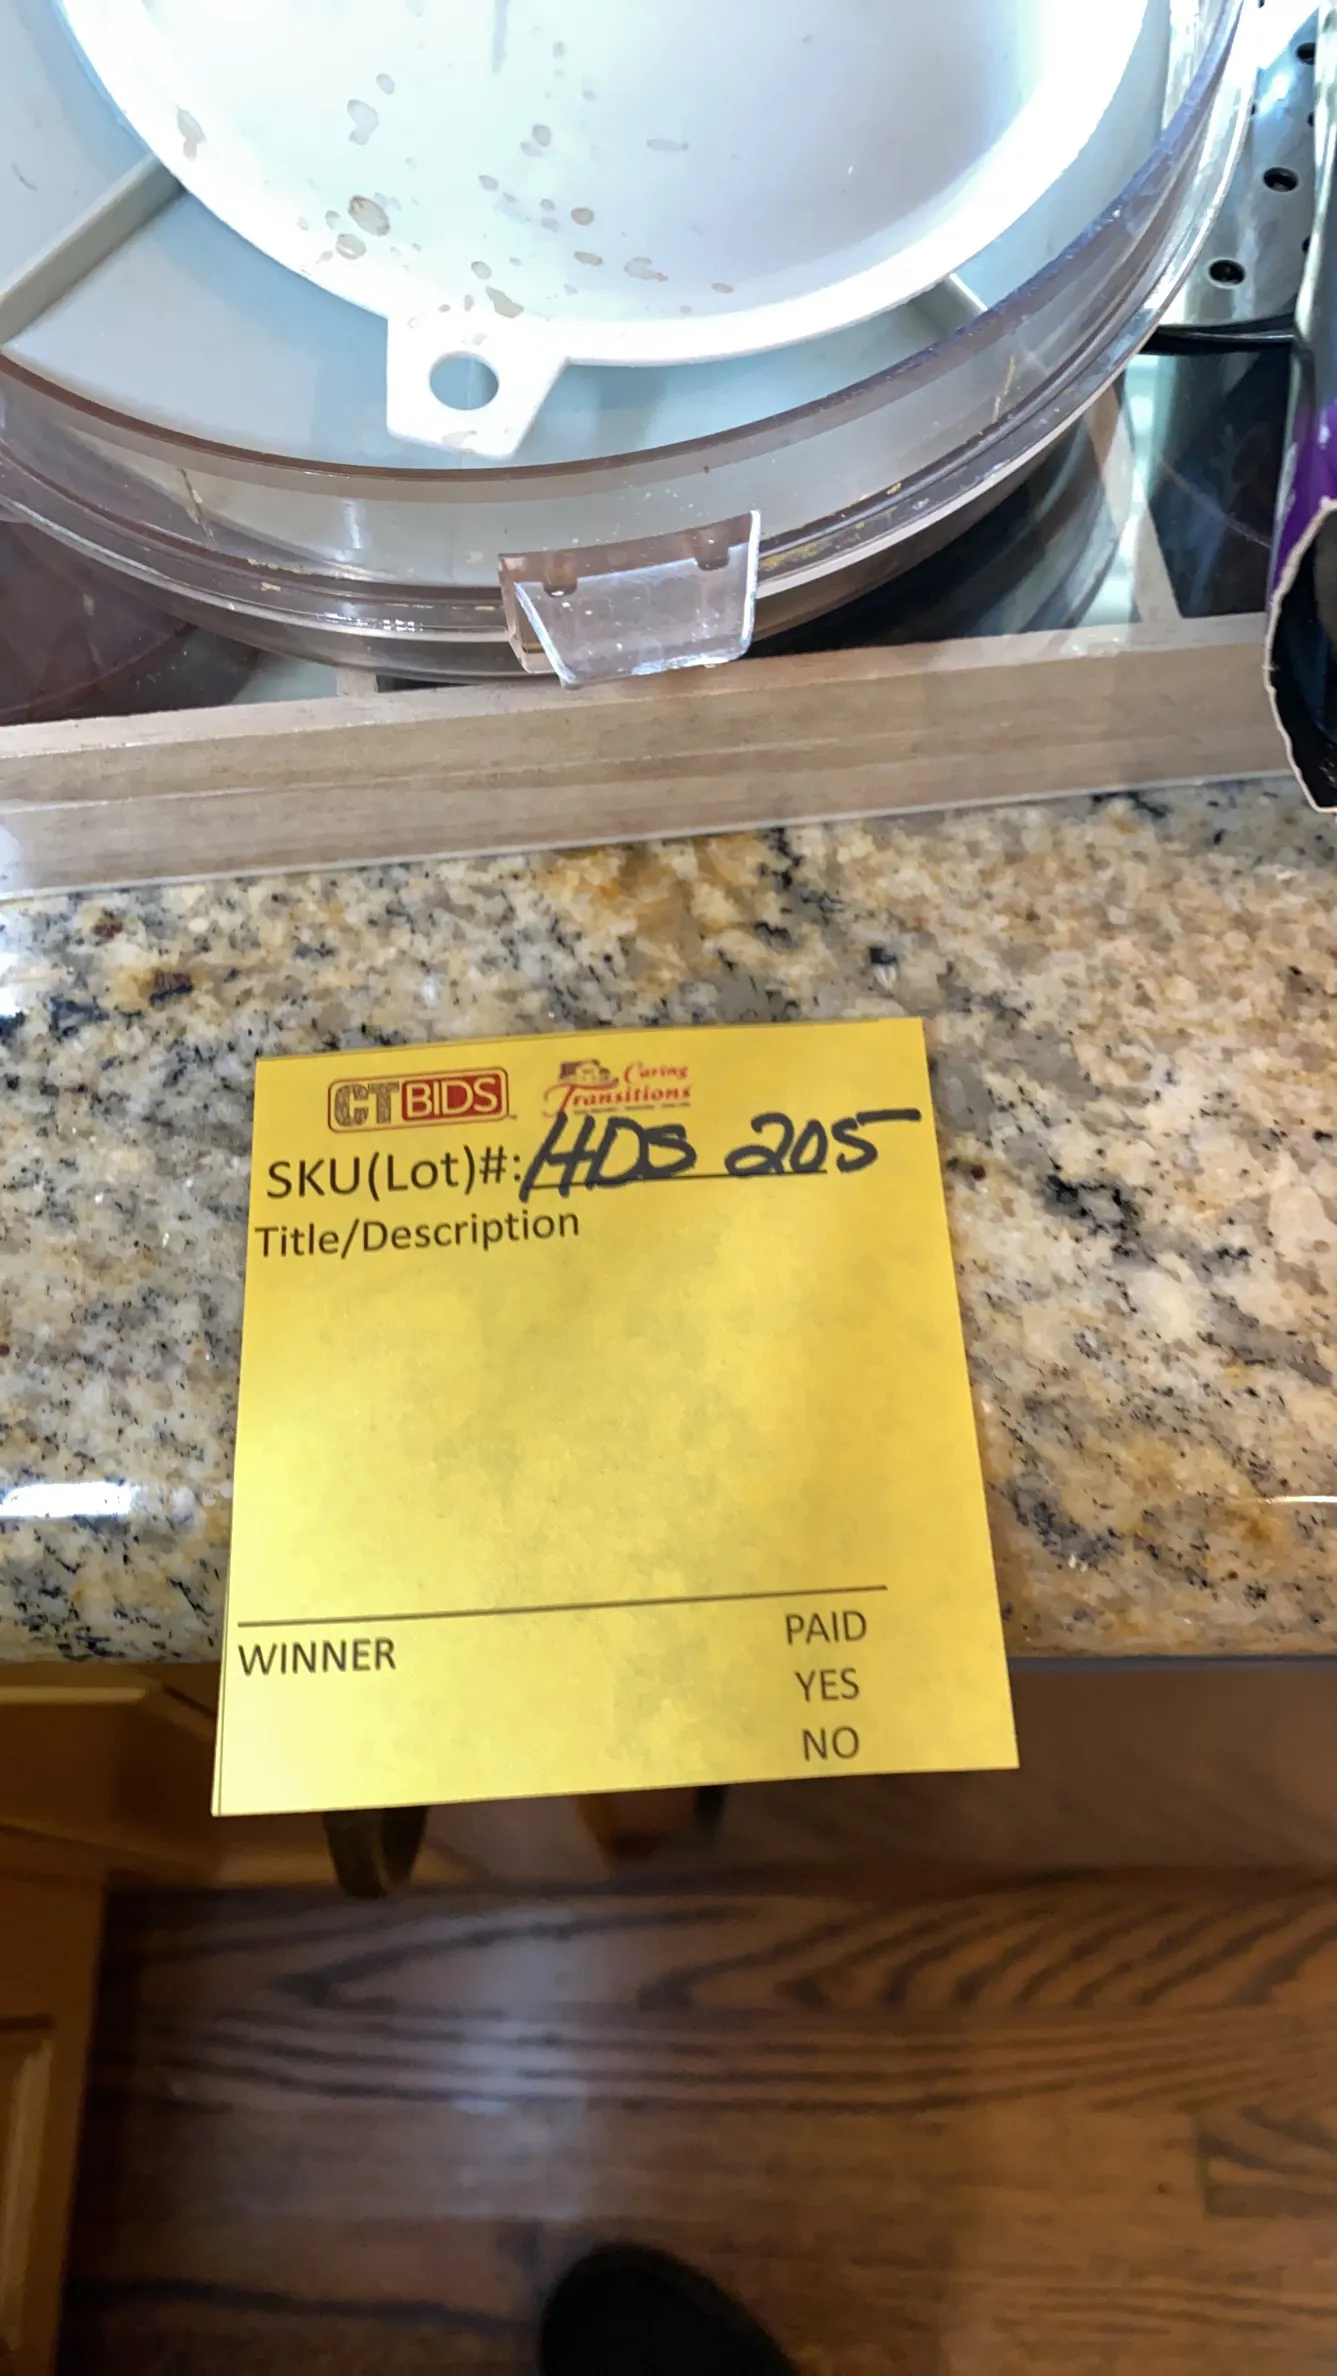 CTBIDS
Caring
Transitions
SKU(Lot)#: HDS 205
Title/Description
WINNER
PAID
YES
NO